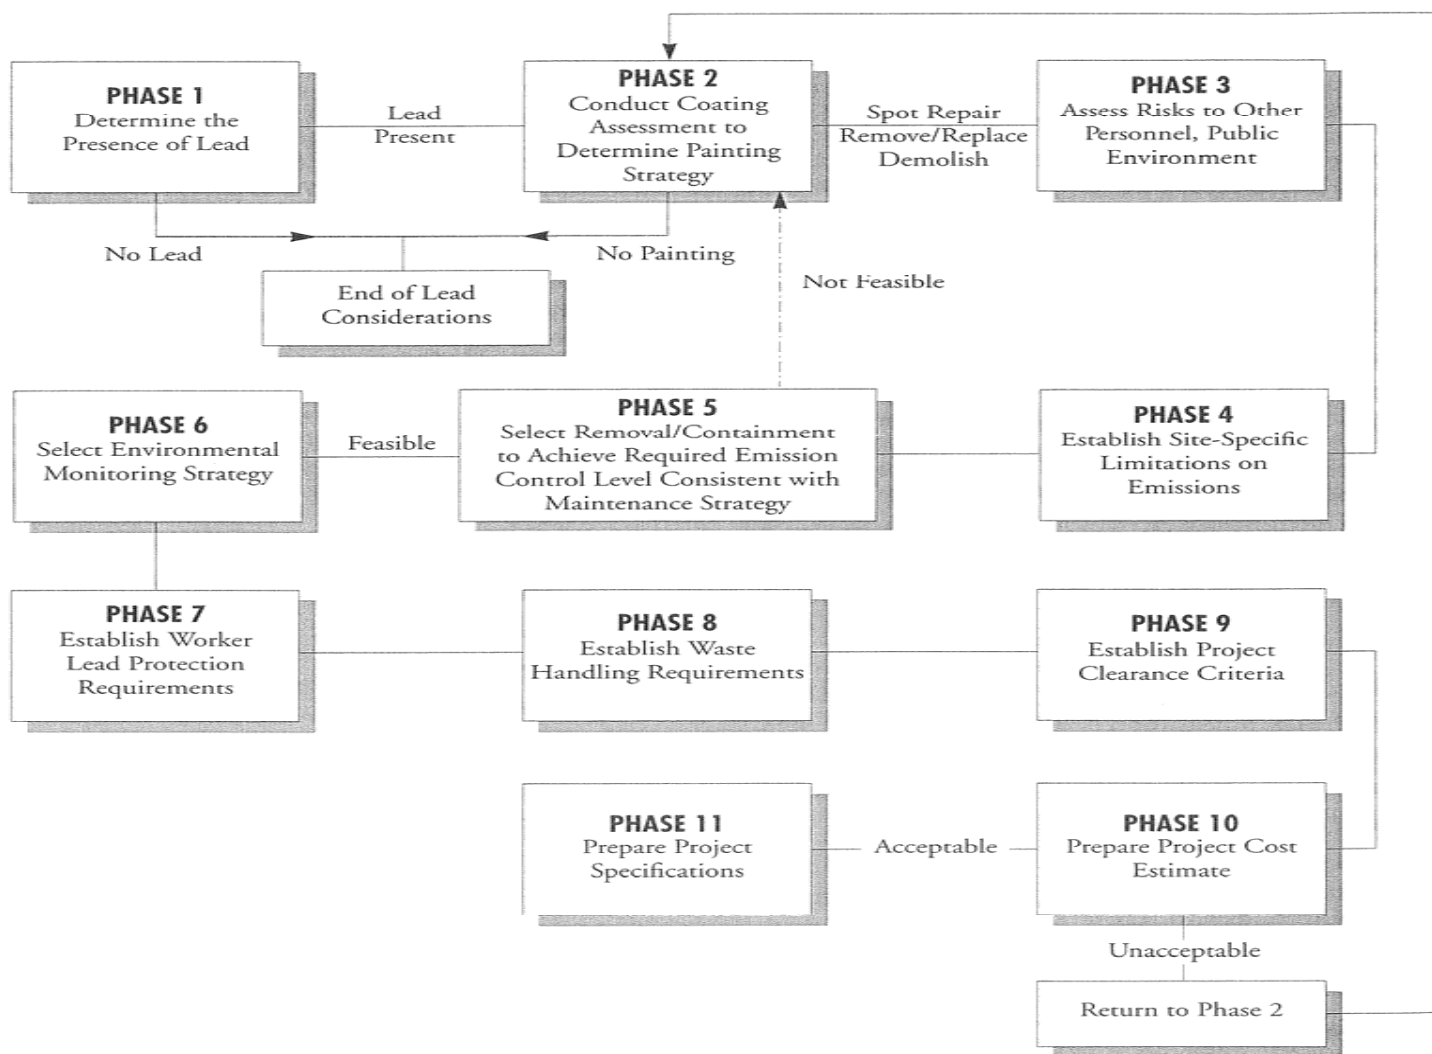 PHASE 1
Determine the
Presence of Lead
Lead
Present
PHASE 2
Conduct Coating
Assessment to
Determine Painting
Strategy
Spot Repair
Remove/Replace
Demolish
PHASE 3
Assess Risks to Other
Personnel, Public
Environment
No Lead
No Painting
End of Lead
Considerations
Not Feasible
PHASE 6
Select Environmental
Monitoring Strategy
Feasible
PHASE 5
Select Removal/Containment
to Achieve Required Emission
Control Level Consistent with
Maintenance Strategy
PHASE 4
Establish Site-Specific
Limitations on
Emissions
PHASE 7
Establish Worker
Lead Protection
Requirements
PHASE 8
Establish Waste
Handling Requirements
PHASE 9
Establish Project
Clearance Criteria
PHASE 11
Prepare Project
Specifications
Acceptable
PHASE 10
Prepare Project Cost
Estimate
Unacceptable
Return to Phase 2